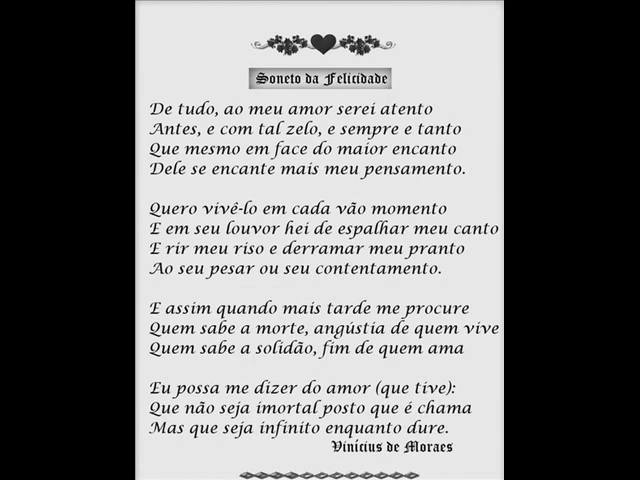 Soneto da Felicidade
De tudo, ao meu amor serei atento
Antes, e com tal zelo, e sempre e tanto
Que mesmo em face do maior encanto
Dele se encante mais meu pensamento.
Quero vivê-lo em cada vão momento
E em seu louvor hei de espalhar meu canto
E rir meu riso e derramar meu pranto
Ao seu pesar ou seu contentamento.
E assim quando mais tarde me procure
Quem sabe a morte, angústia de quem vive
Quem sabe a solidão, fim de quem ama
Eu possa me dizer do amor (que tive):
Que não seja imortal posto que é chama
Mas que seja infinito enquanto dure.
Vinícius de Moraes